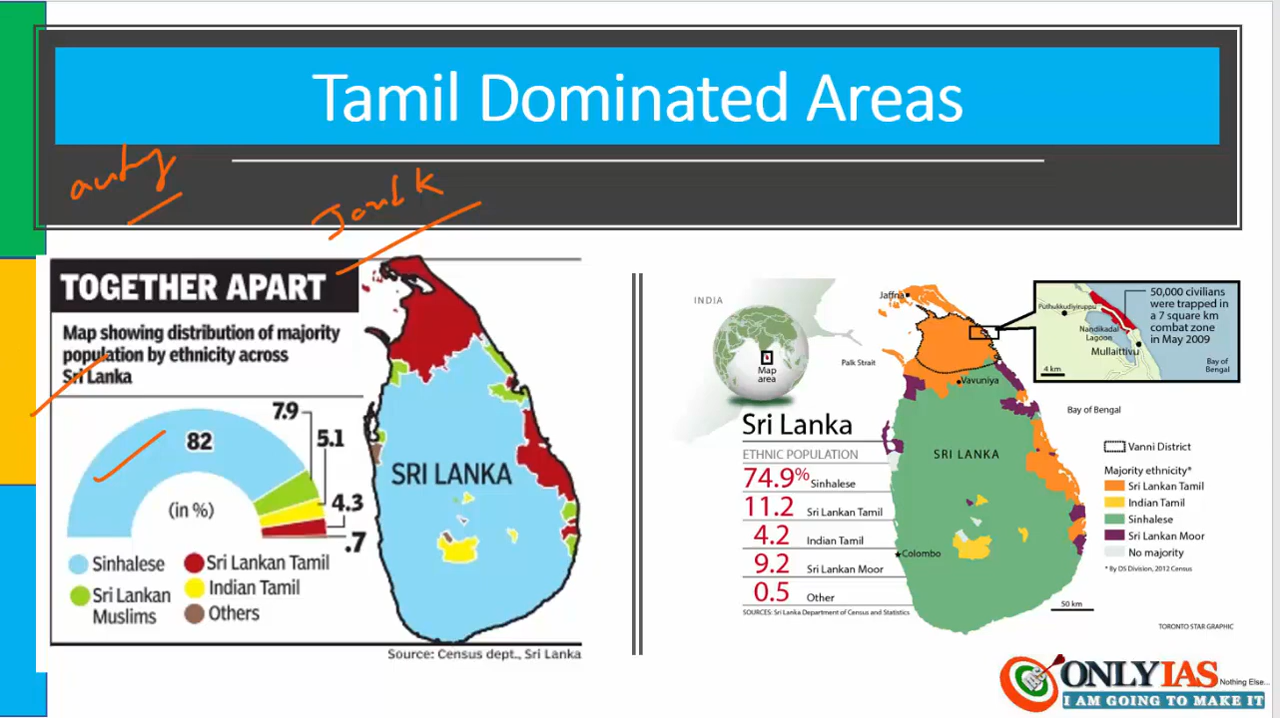 Tamil Dominated Areas
TOGETHER APART
Map showing distribution of majority
population by ethnicity across
Sri Lanka
7.9
82
5.1
4.3
(in %)
.7
Sinhalese
Sri Lankan Tamil
Sri Lankan
Muslims
Indian Tamil
Others
SRI LANKA
Source: Census dept., Sri Lanka
INDIA
Jaffna
Map
area
Palk Strait
Vavuniya
Bay of Bengal
50,000 civilians
were trapped in
a 7 square km
combat zone
in May 2009
Puthukkudiyiruppu
Nandikadal
Lagoon
Mullaittivu
Bay of
Bengal
4 km
Sri Lanka
ETHNIC POPULATION
74.9% Sinhalese
11.2 Sri Lankan Tamil
4.2 Indian Tamil
9.2 Sri Lankan Moor
0.5 Other
SOURCES: Sri Lanka Department of Census and Statistics
SRI LANKA
Colombo
50 km
Vanni District
Majority ethnicity*
Sri Lankan Tamil
Indian Tamil
Sinhalese
Sri Lankan Moor
No majority
* By DS Division, 2012 Census
TORONTO STAR GRAPHIC
ONLYIAS
Nothing Else...
I AM GOING TO MAKE IT